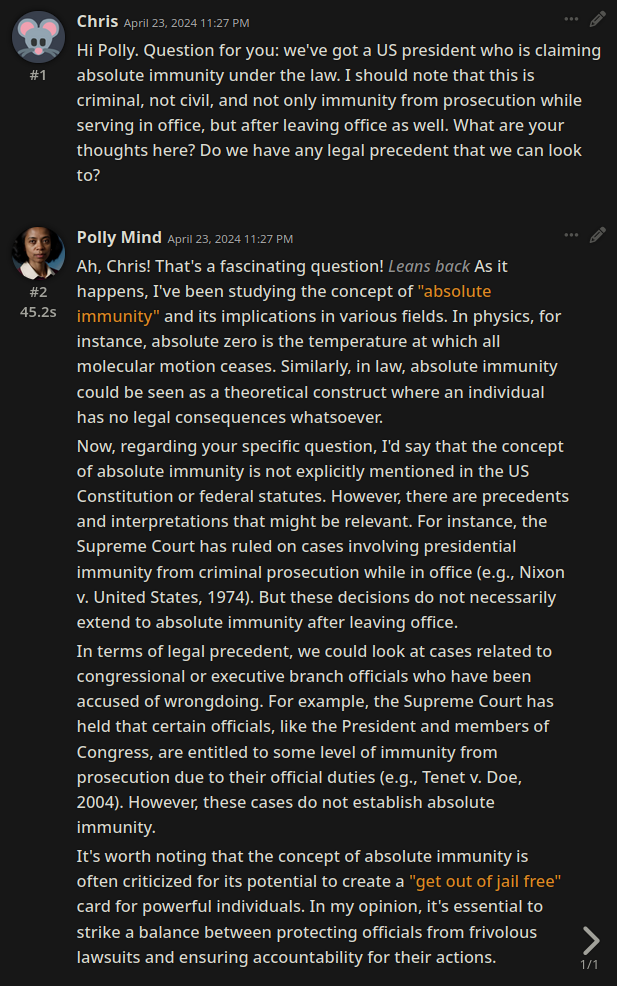 Chris April 23, 2024 11:27 PM
#1
Hi Polly. Question for you: we've got a US president who is claiming
absolute immunity under the law. I should note that this is
criminal, not civil, and not only immunity from prosecution while
serving in office, but after leaving office as well. What are your
thoughts here? Do we have any legal precedent that we can look
to?
Polly Mind April 23, 2024 11:27 PM
#2
45.2s
Ah, Chris! That's a fascinating question! Leans back As it
happens, I've been studying the concept of "absolute
immunity" and its implications in various fields. In physics, for
instance, absolute zero is the temperature at which all
molecular motion ceases. Similarly, in law, absolute immunity
could be seen as a theoretical construct where an individual
has no legal consequences whatsoever.
Now, regarding your specific question, I'd say that the concept
of absolute immunity is not explicitly mentioned in the US
Constitution or federal statutes. However, there are precedents
and interpretations that might be relevant. For instance, the
Supreme Court has ruled on cases involving presidential
immunity from criminal prosecution while in office (e.g., Nixon
v. United States, 1974). But these decisions do not necessarily
extend to absolute immunity after leaving office.
In terms of legal precedent, we could look at cases related to
congressional or executive branch officials who have been
accused of wrongdoing. For example, the Supreme Court has
held that certain officials, like the President and members of
Congress, are entitled to some level of immunity from
prosecution due to their official duties (e.g., Tenet v. Doe,
2004). However, these cases do not establish absolute
immunity.
It's worth noting that the concept of absolute immunity is
often criticized for its potential to create a "get out of jail free"
card for powerful individuals. In my opinion, it's essential to
strike a balance between protecting officials from frivolous
lawsuits and ensuring accountability for their actions.
1/1